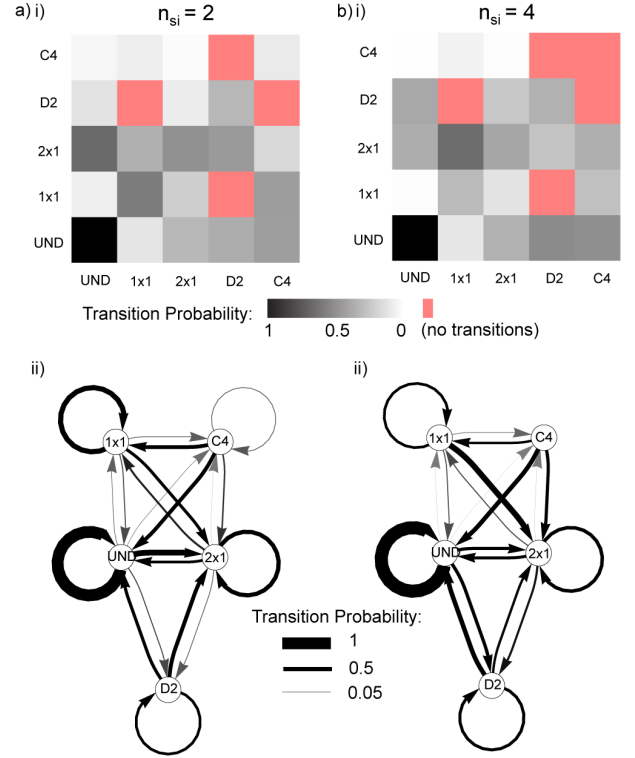 a) i) n_si = 2
b) i) n_si = 4
C4
D2
2x1
1x1
UND
UND 1x1 2x1 D2 C4
C4
D2
2x1
1x1
UND
UND 1x1 2x1 D2 C4
Transition Probability:
1 0.5 0 (no transitions)
ii)
1x1 C4
UND 2x1
D2
ii)
1x1 C4
UND 2x1
D2
Transition Probability:
1
0.5
0.05